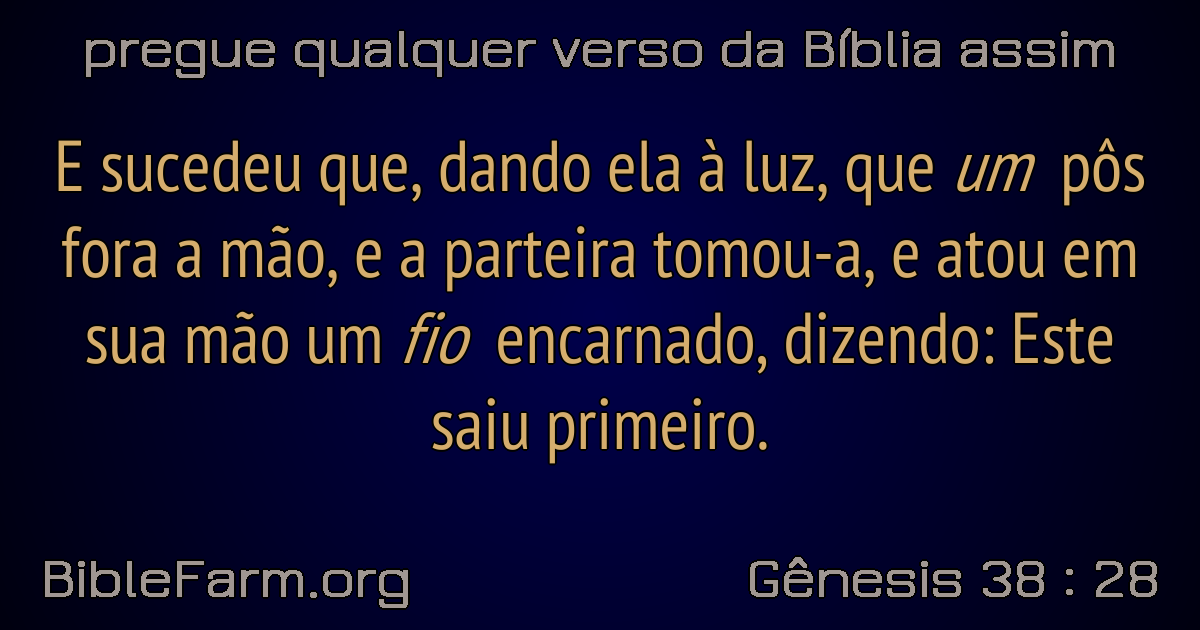 pregue qualquer verso da Bíblia assim
E sucedeu que, dando ela à luz, que um pôs
fora a mão, e a parteira tomou-a, e atou em
sua mão um fio encarnado, dizendo: Este
saiu primeiro.
BibleFarm.org
Gênesis 38 : 28